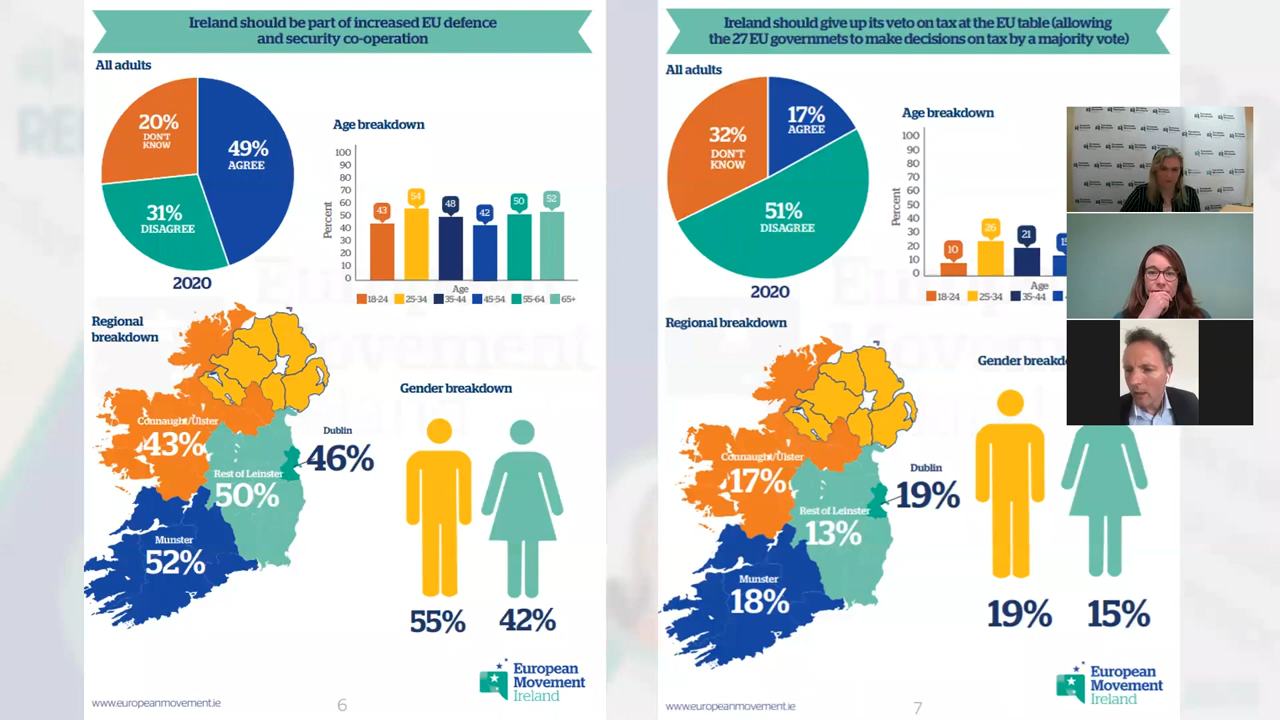 Ireland should be part of increased EU defence
and security co-operation
All adults
20%
DON'T
KNOW
49%
AGREE
31%
DISAGREE
2020
Age breakdown
Percent
100
90
80
70
60
50
40
30
20
10
0
43
54
48
42
50
52
Age
18-24
25-34
35-44
45-54
55-64
65+
Regional
breakdown
Connaught/Ulster
43%
Dublin
46%
Rest of Leinster
50%
Munster
52%
Gender breakdown
55%
42%
European
Movement
Ireland
www.europeanmovement.ie
6
Ireland should give up its veto on tax at the EU table (allowing
the 27 EU governmets to make decisions on tax by a majority vote)
All adults
32%
DON'T
KNOW
17%
AGREE
51%
DISAGREE
2020
Age breakdown
Percent
100
90
80
70
60
50
40
30
20
10
0
10
26
21
Age
18-24
25-34
35-44
Regional breakdown
Connaught/Ulster
17%
Dublin
19%
Rest of Leinster
13%
Munster
18%
Gender
19%
15%
European
Movement
Ireland
www.europeanmovement.ie
7